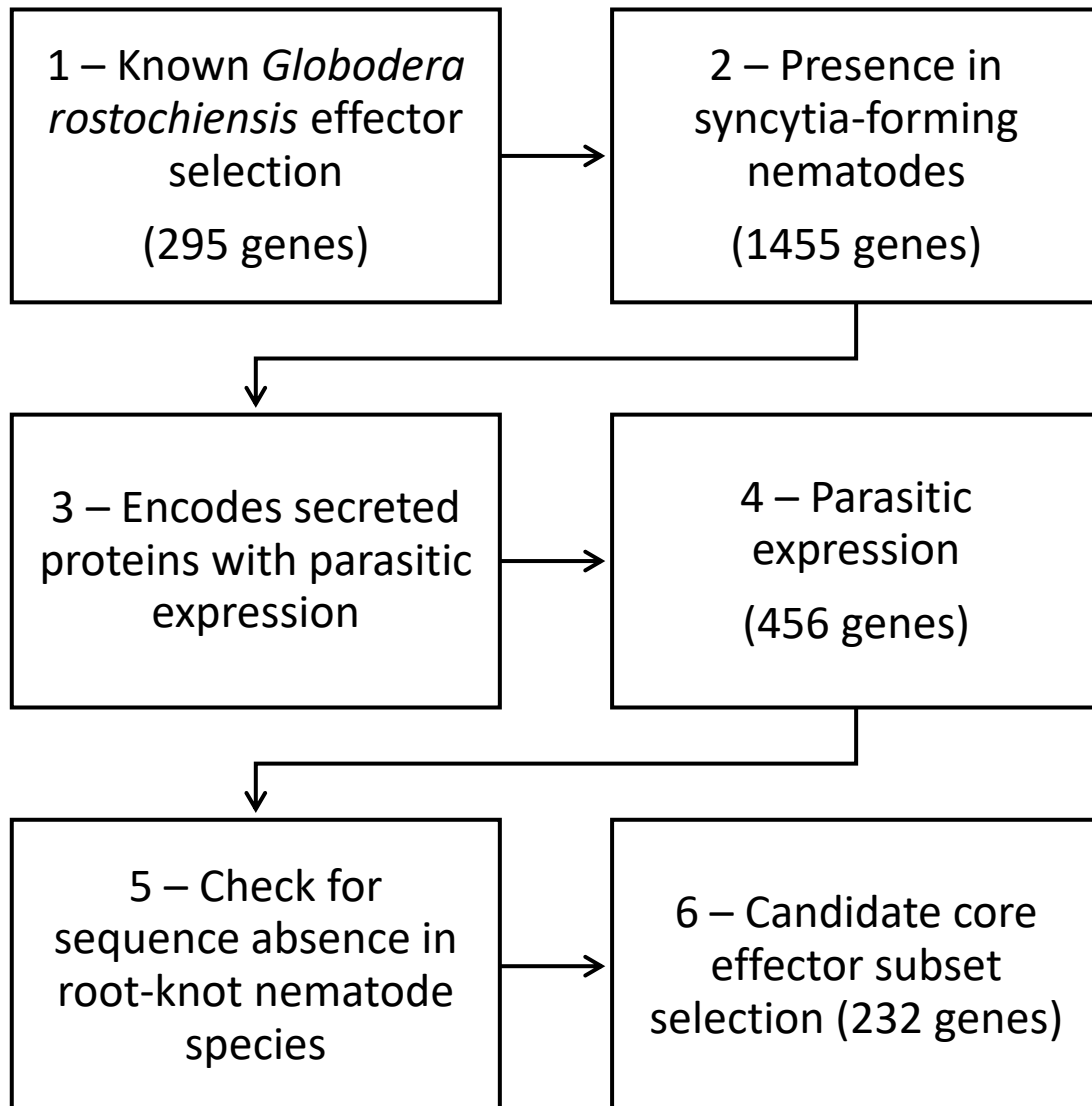 1 – Known Globodera
rostochiensis effector
selection
(295 genes)
2 – Presence in
syncytia-forming
nematodes
(1455 genes)
3 – Encodes secreted
proteins with parasitic
expression
4 – Parasitic
expression
(456 genes)
5 – Check for
sequence absence in
root-knot nematode
species
6 – Candidate core
effector subset
selection (232 genes)